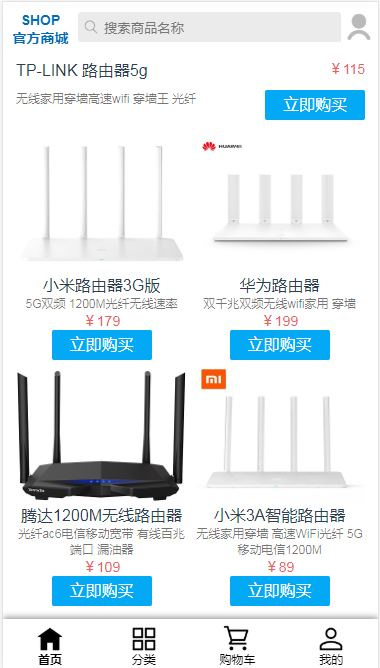 SHOP
官方商城
搜索商品名称
TP-LINK 路由器5g
¥ 115
无线家用穿墙高速wifi 穿墙王 光纤
立即购买
HUAWEI
小米路由器3G版
华为路由器
5G双频 1200M光纤无线速率
双千兆双频无线wifi家用 穿墙
¥ 179
¥ 199
立即购买
立即购买
mi
Tenda
腾达1200M无线路由器
小米3A智能路由器
光纤ac6电信移动宽带 有线百兆
端口 漏油器
无线家用穿墙 高速WiFi光纤 5G
移动电信1200M
¥ 109
¥ 89
立即购买
立即购买
首页
分类
购物车
我的